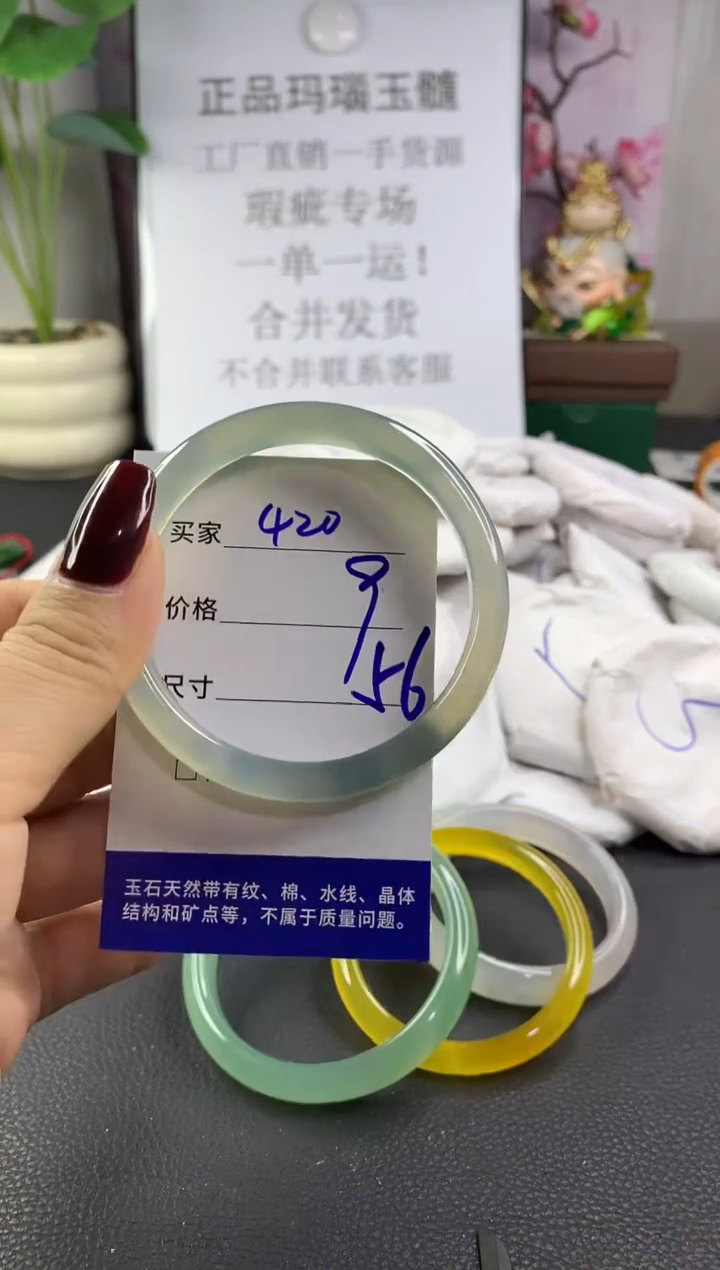 正品玛瑙玉髓
工厂直销一手货源
瑕疵专场
一单一运！
合并发货
不合并联系客服
买家 420
价格 9
尺寸 56
玉石天然带有纹、棉、水线、晶体
结构和矿点等，不属于质量问题。